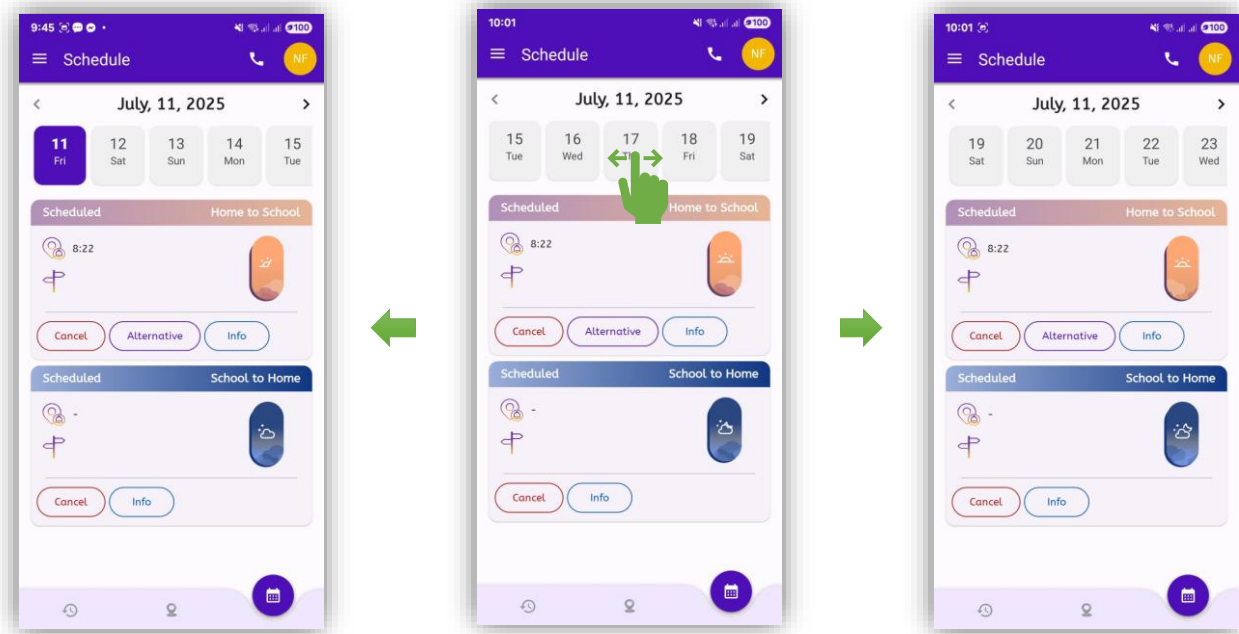 9:45
100
Schedule
NF
July, 11, 2025
11
Fri
12
Sat
13
Sun
14
Mon
15
Tue
Scheduled
Home to School
8:22
Cancel
Alternative
Info
Scheduled
School to Home
-
Cancel
Info
10:01
100
Schedule
NF
July, 11, 2025
15
Tue
16
Wed
17
18
Fri
19
Sat
Scheduled
Home to School
8:22
Cancel
Alternative
Info
Scheduled
School to Home
-
Cancel
Info
10:01
100
Schedule
NF
July, 11, 2025
19
Sat
20
Sun
21
Mon
22
Tue
23
Wed
Scheduled
Home to School
8:22
Cancel
Alternative
Info
Scheduled
School to Home
-
Cancel
Info